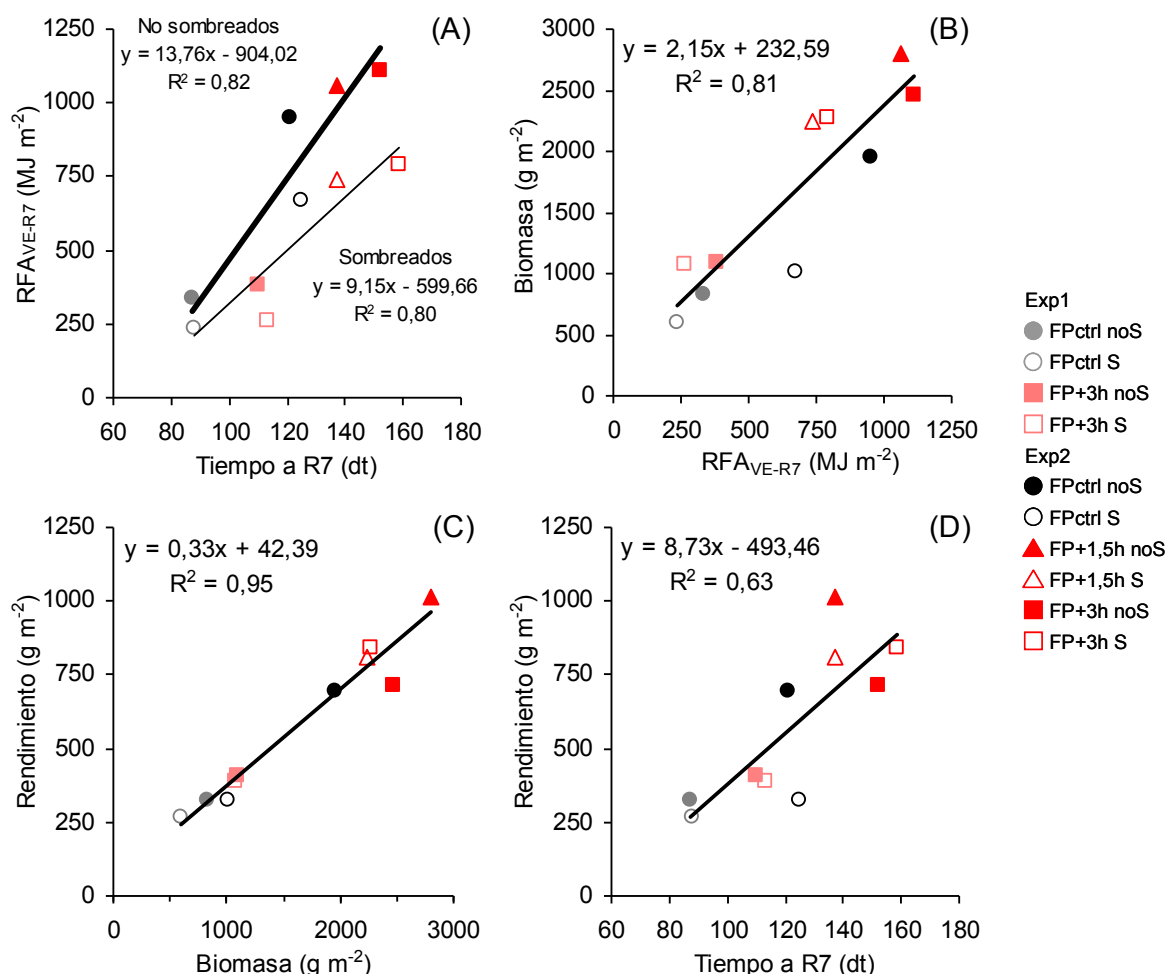 (A)
No sombreados
y = 13,76x - 904,02
R² = 0,82
Sombreados
y = 9,15x - 599,66
R² = 0,80
1250
1000
750
500
250
0
60 80 100 120 140 160 180
RFA_VE-R7 (MJ m⁻²)
Tiempo a R7 (dt)
(B)
y = 2,15x + 232,59
R² = 0,81
3000
2500
2000
1500
1000
500
0
250 500 750 1000 1250
Biomasa (g m⁻²)
RFA_VE-R7 (MJ m⁻²)
(C)
y = 0,33x + 42,39
R² = 0,95
1250
1000
750
500
250
0
0 1000 2000 3000
Rendimiento (g m⁻²)
Biomasa (g m⁻²)
(D)
y = 8,73x - 493,46
R² = 0,63
1250
1000
750
500
250
0
60 80 100 120 140 160 180
Rendimiento (g m⁻²)
Tiempo a R7 (dt)
Exp1
FPctrl noS
FPctrl S
FP+3h noS
FP+3h S
Exp2
FPctrl noS
FPctrl S
FP+1,5h noS
FP+1,5h S
FP+3h noS
FP+3h S